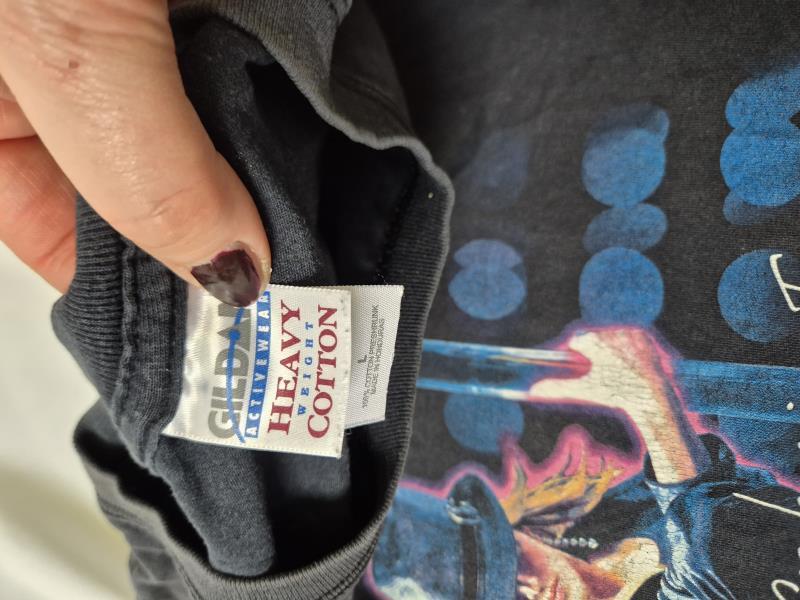 GILDAN
ACTIVEWEAR
HEAVY
WEIGHT
COTTON
L
100% COTTON PRESHRUNK
MADE IN HONDURAS